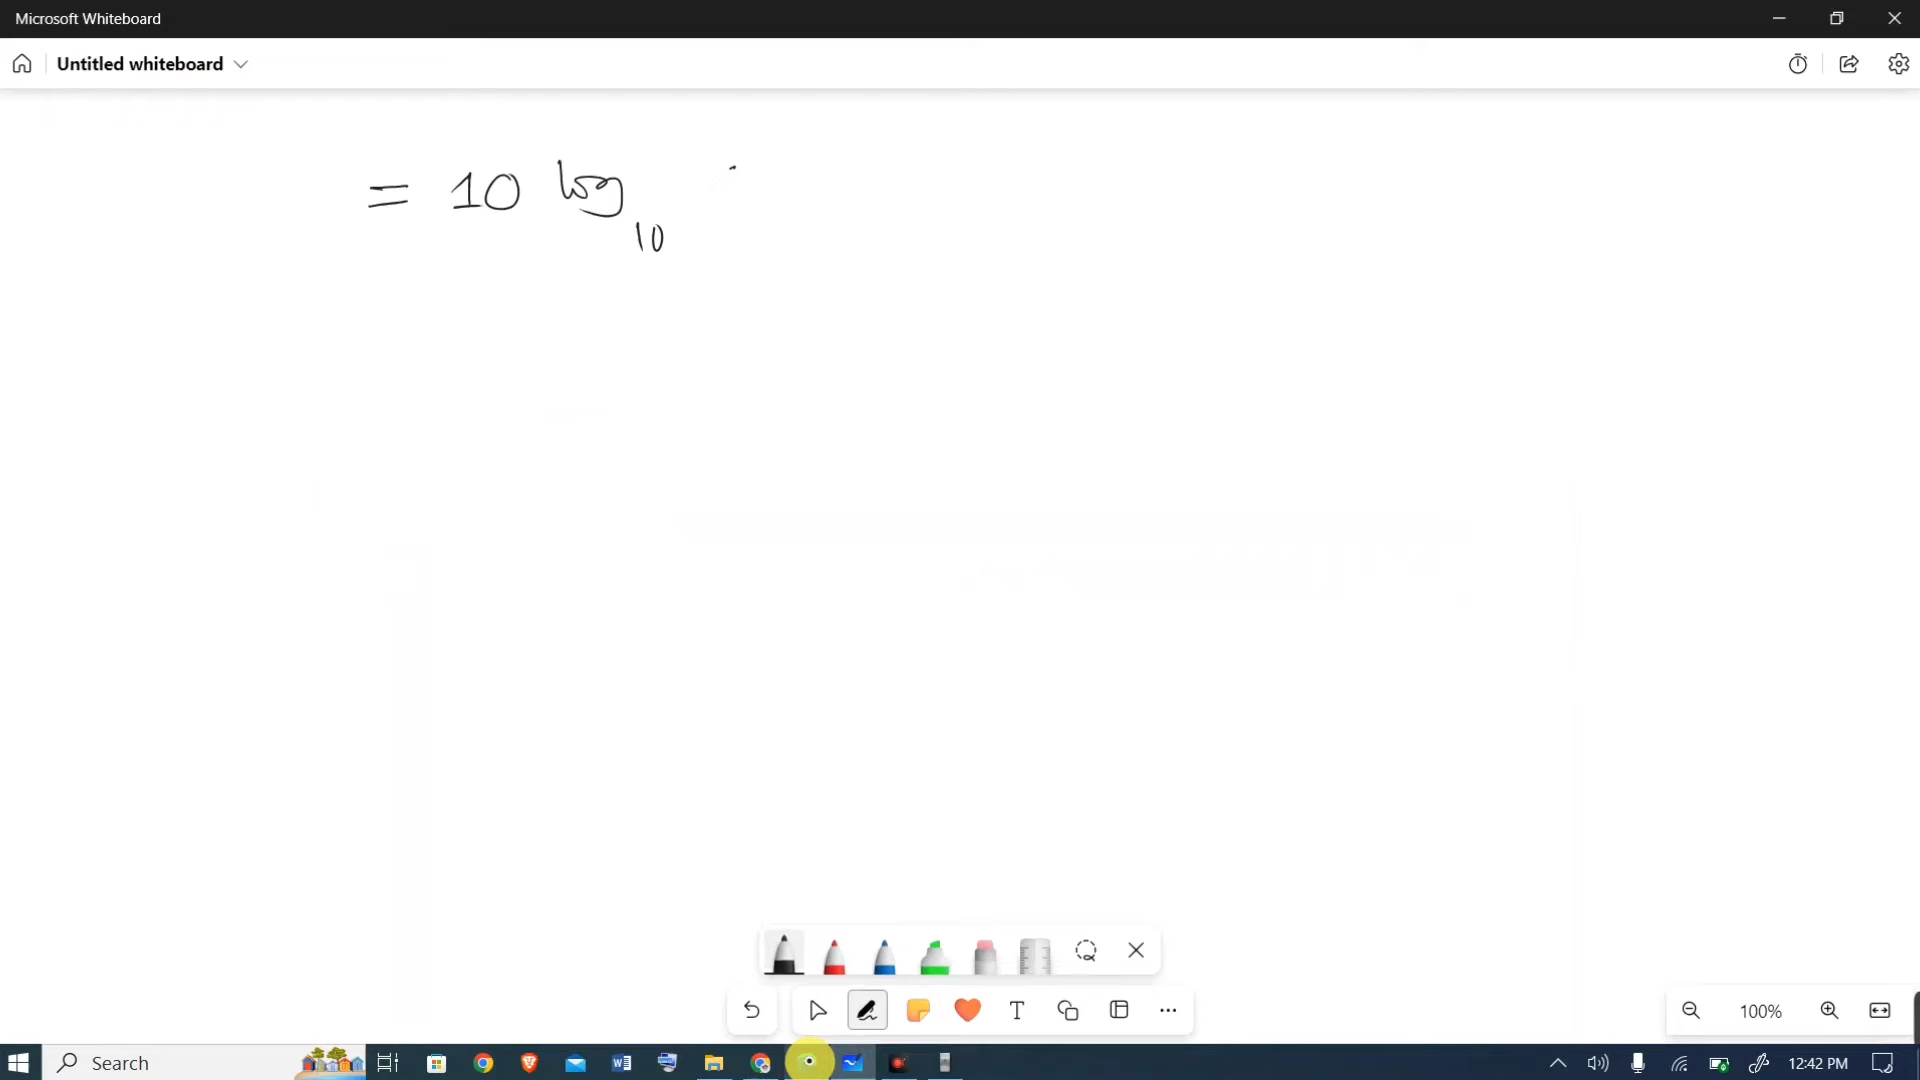 Microsoft Whiteboard
Untitled whiteboard
= 10 log
10
T
100%
Search
12:42 PM